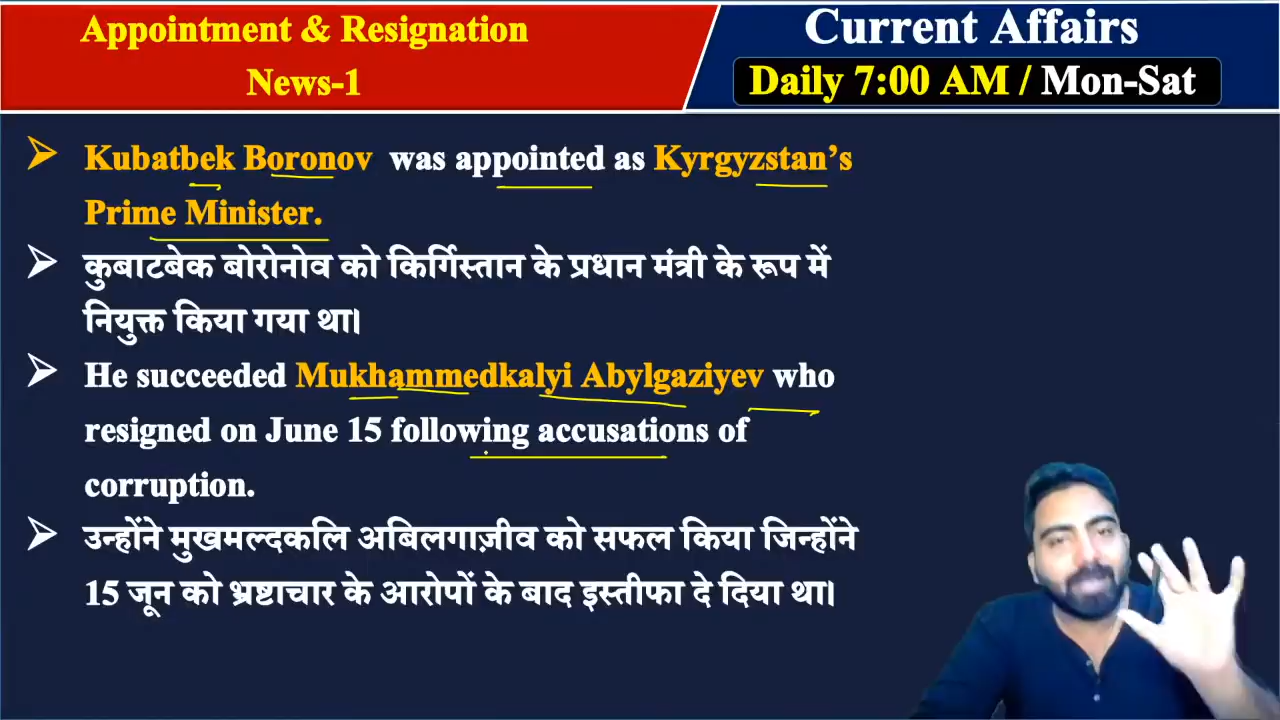 Appointment & Resignation
News-1
Current Affairs
Daily 7:00 AM / Mon-Sat
Kubatbek Boronov was appointed as Kyrgyzstan's
Prime Minister.
कुबाटबेक बोरोनोव को किर्गिस्तान के प्रधान मंत्री के रूप में
नियुक्त किया गया था।
He succeeded Mukhammedkalyi Abylgaziyev who
resigned on June 15 following accusations of
corruption.
उन्होंने मुखमल्दकलि अबिलगाज़ीव को सफल किया जिन्होंने
15 जून को भ्रष्टाचार के आरोपों के बाद इस्तीफा दे दिया था।